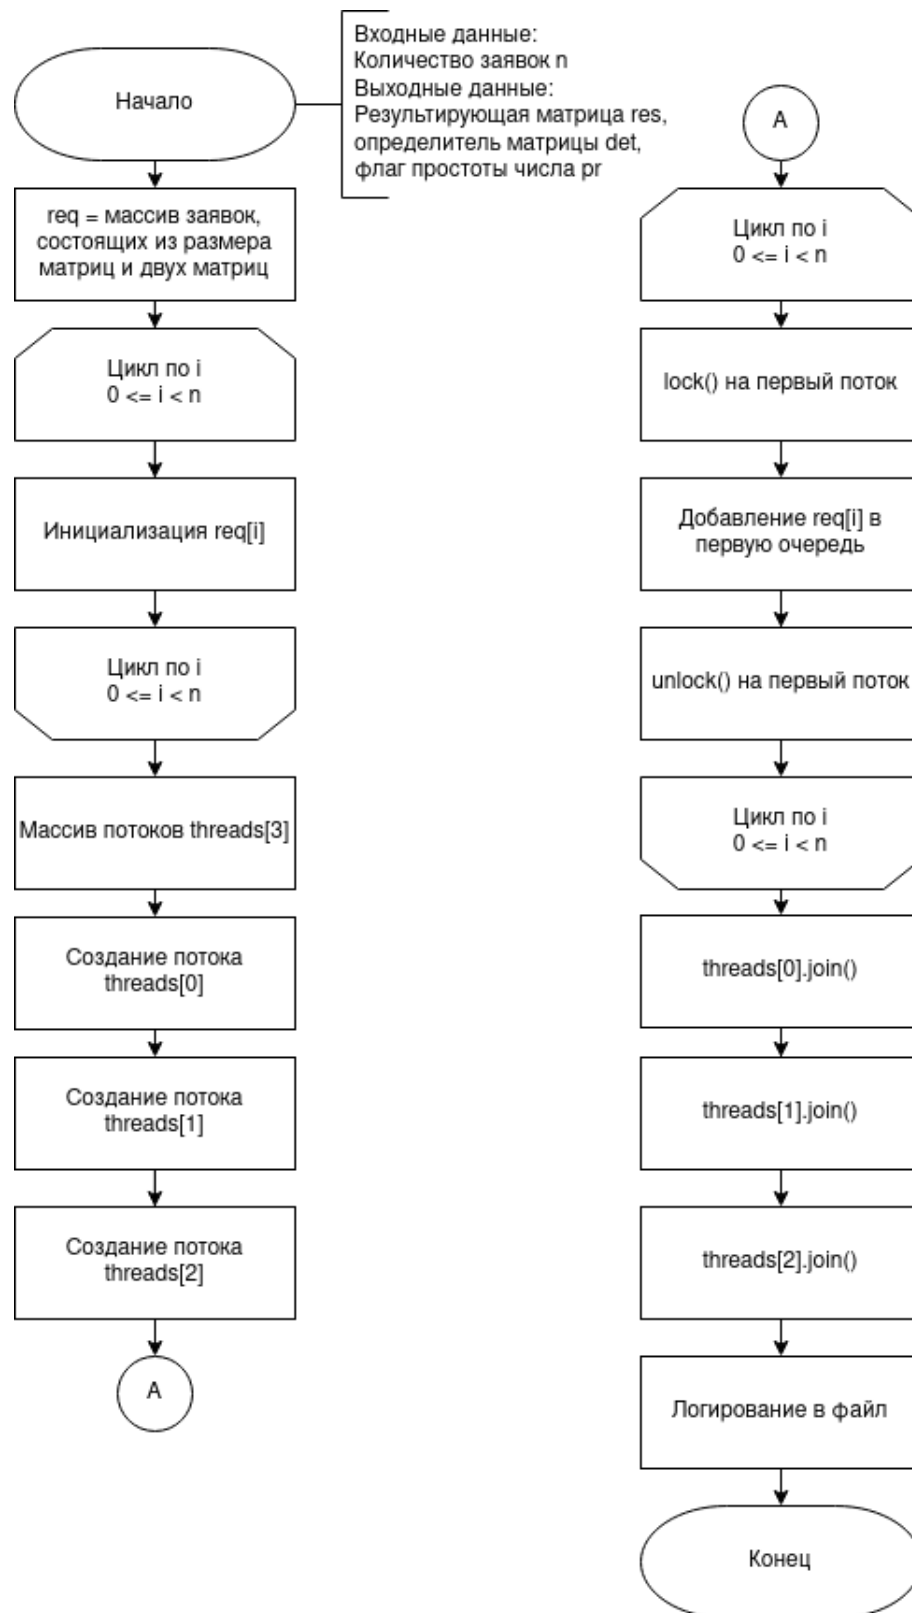 Начало
Входные данные:
Количество заявок n
Выходные данные:
Результирующая матрица res,
определитель матрицы det,
флаг простоты числа pr
req = массив заявок,
состоящих из размера
матриц и двух матриц
Цикл по i
0 <= i < n
Инициализация req[i]
Цикл по i
0 <= i < n
Массив потоков threads[3]
Создание потока
threads[0]
Создание потока
threads[1]
Создание потока
threads[2]
A
A
Цикл по i
0 <= i < n
lock() на первый поток
Добавление req[i] в
первую очередь
unlock() на первый поток
Цикл по i
0 <= i < n
threads[0].join()
threads[1].join()
threads[2].join()
Логирование в файл
Конец